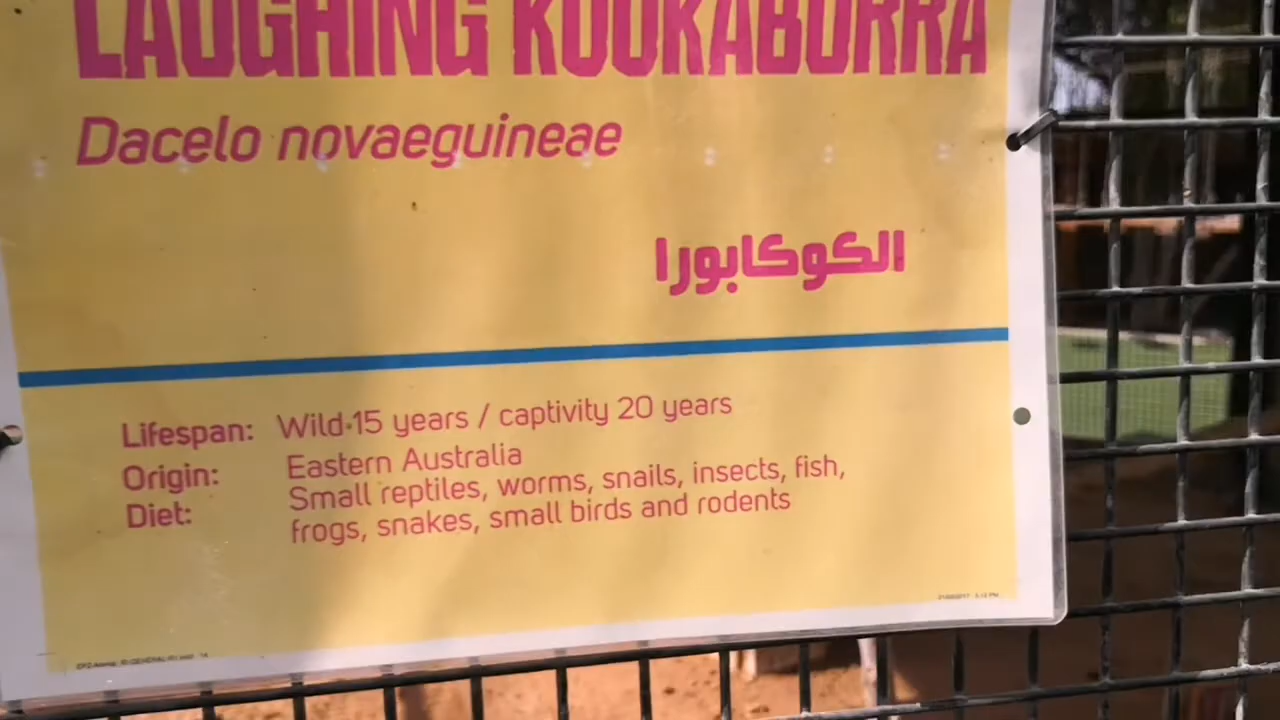 LAUGHING KOOKABURRA
Dacelo novaeguineae
الكوكابورا
Lifespan: Wild 15 years / captivity 20 years
Origin: Eastern Australia
Diet: Small reptiles, worms, snails, insects, fish,
frogs, snakes, small birds and rodents